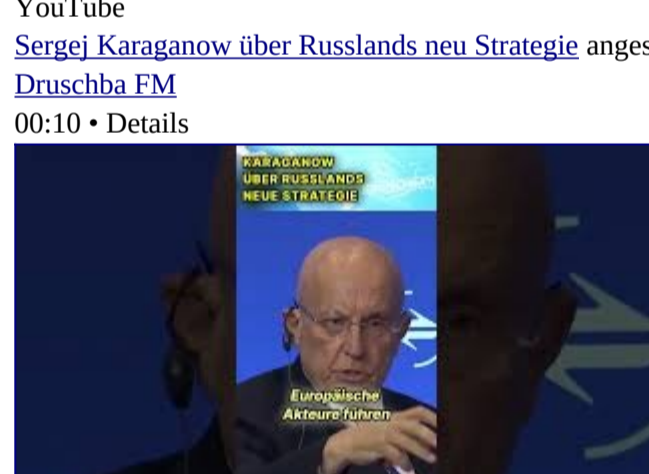 YouTube
Sergej Karaganow über Russlands neu Strategie anges
Druschba FM
00:10 • Details
KARAGANOW
ÜBER RUSSLANDS
NEUE STRATEGIE
Europäische
Akteure führen